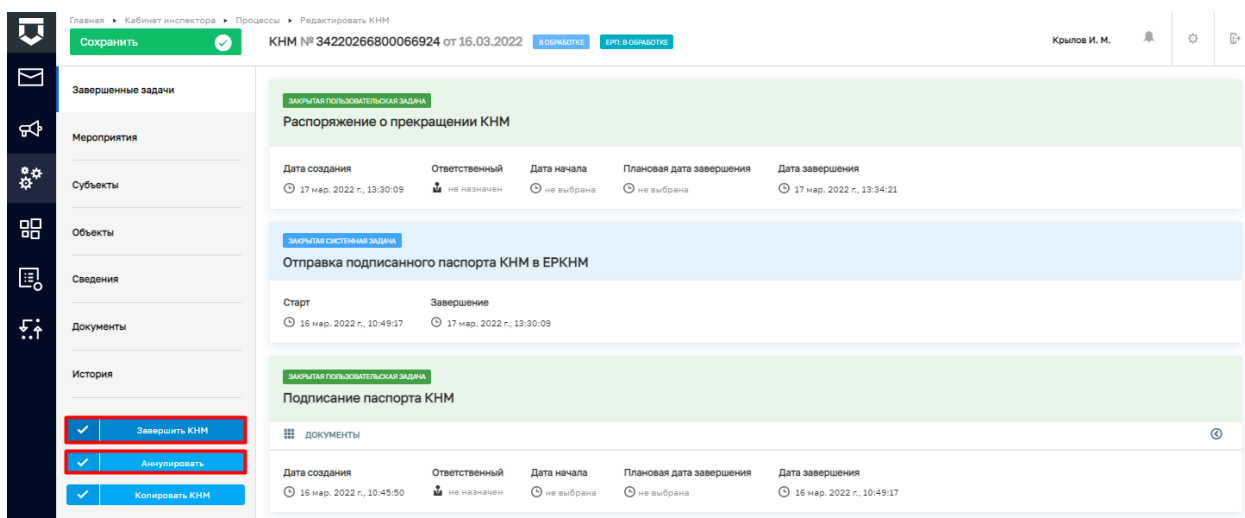 Главная ▸ Кабинет инспектора ▸ Процессы ▸ Редактировать КНМ
Сохранить
КНМ № 34220266800066924 от 16.03.2022 В ОБРАБОТКЕ ЕРП: В ОБРАБОТКЕ
Крылов И. М.
Завершенные задачи
Мероприятия
Субъекты
Объекты
Сведения
Документы
История
Завершить КНМ
Аннулировать
Копировать КНМ
ЗАКРЫТАЯ ПОЛЬЗОВАТЕЛЬСКАЯ ЗАДАЧА
Распоряжение о прекращении КНМ
Дата создания Ответственный Дата начала Плановая дата завершения Дата завершения
17 мар. 2022 г., 13:30:09 не назначен не выбрана не выбрана 17 мар. 2022 г., 13:34:21
ЗАКРЫТАЯ СИСТЕМНАЯ ЗАДАЧА
Отправка подписанного паспорта КНМ в ЕРКНМ
Старт Завершение
16 мар. 2022 г., 10:49:17 17 мар. 2022 г., 13:30:09
ЗАКРЫТАЯ ПОЛЬЗОВАТЕЛЬСКАЯ ЗАДАЧА
Подписание паспорта КНМ
ДОКУМЕНТЫ
Дата создания Ответственный Дата начала Плановая дата завершения Дата завершения
16 мар. 2022 г., 10:45:50 не назначен не выбрана не выбрана 16 мар. 2022 г., 10:49:17